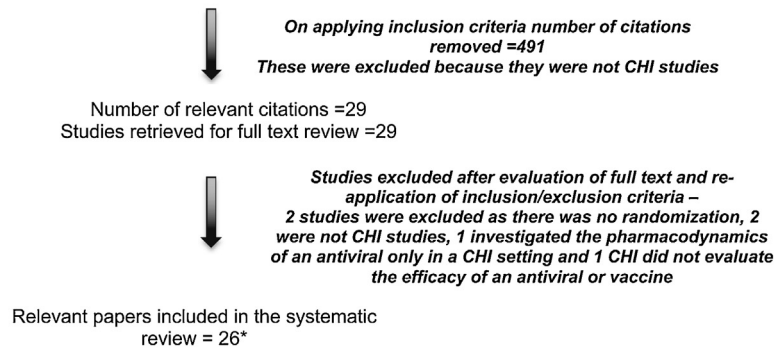 On applying inclusion criteria number of citations
removed =491
These were excluded because they were not CHI studies
Number of relevant citations =29
Studies retrieved for full text review =29
Studies excluded after evaluation of full text and re-
application of inclusion/exclusion criteria –
2 studies were excluded as there was no randomization, 2
were not CHI studies, 1 investigated the pharmacodynamics
of an antiviral only in a CHI setting and 1 CHI did not evaluate
the efficacy of an antiviral or vaccine
Relevant papers included in the systematic
review = 26*